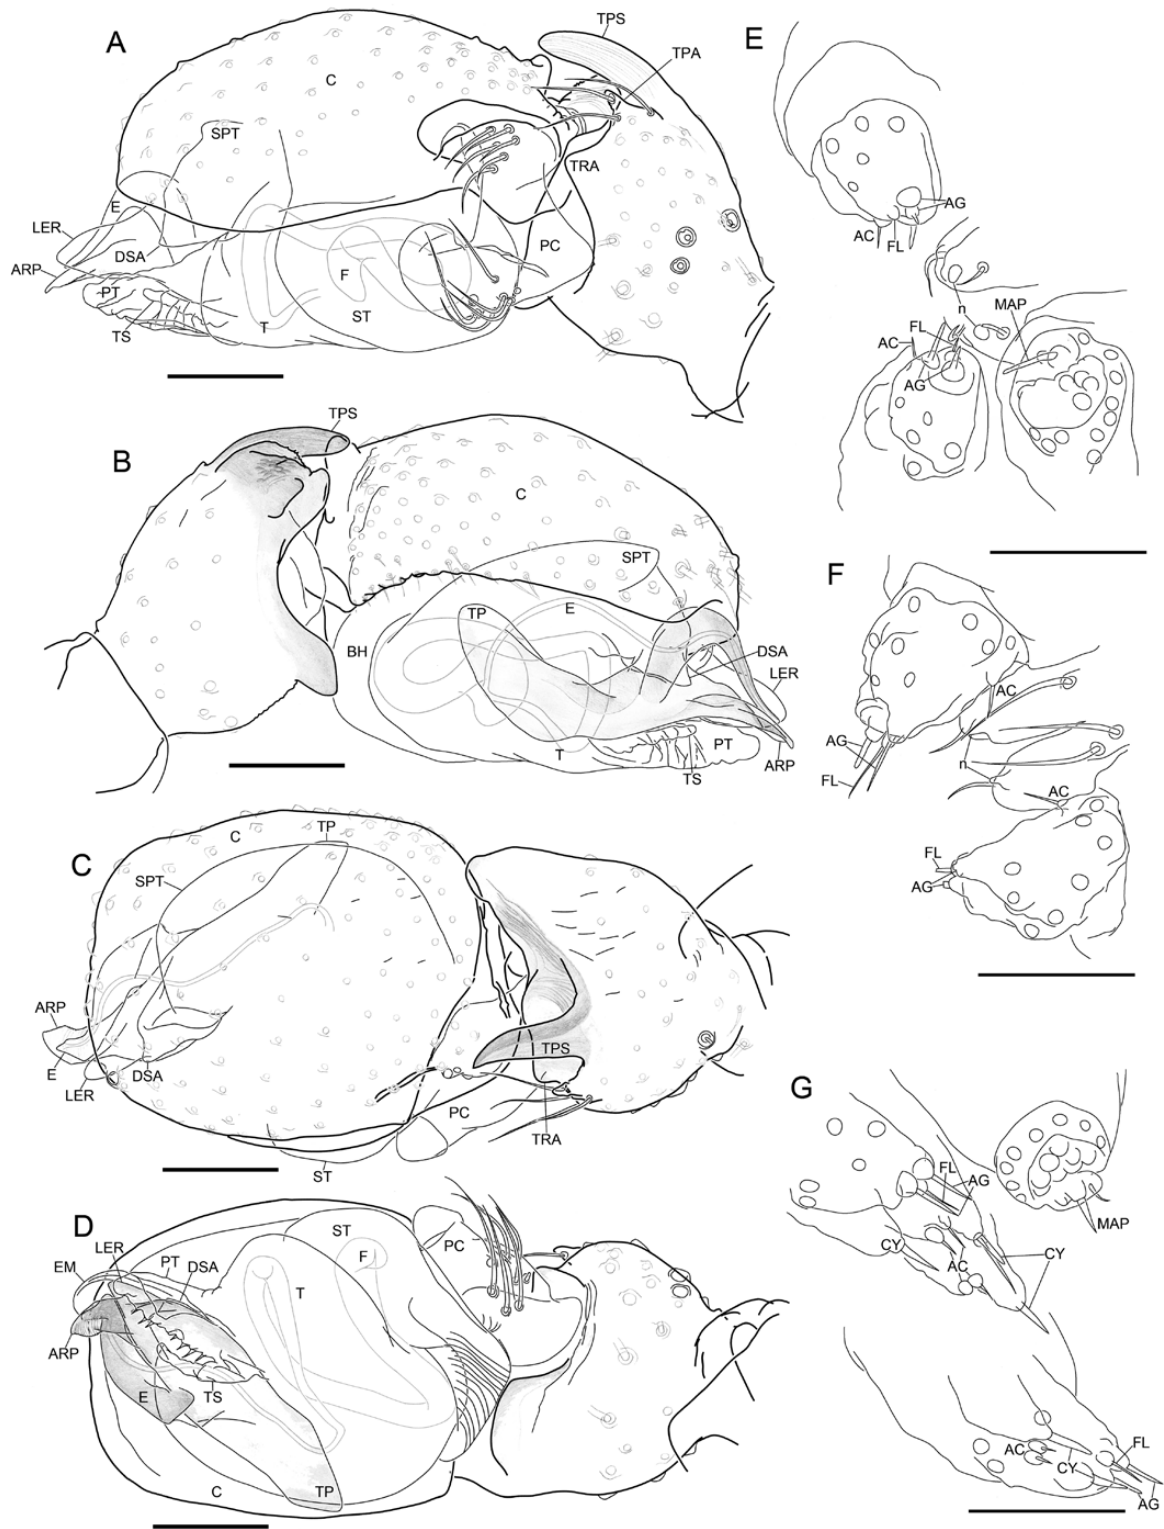 A
TPS
TPA
C
SPT
TRA
E
LER
ARP
DSA
PT
TS
T
F
ST
PC
B
TPS
C
SPT
TP
E
BH
DSA
LER
T
TS
PT
ARP
C
C
TP
SPT
ARP
E
LER
DSA
TPS
PC
TRA
ST
D
LER
EM
PT
DSA
ST
F
PC
T
ARP
E
TS
C
TP
E
AG
AC
FL
n
MAP
FL
AC
AG
F
AC
AG
FL
n
AC
FL
AG
G
FL
AG
MAP
CY
AC
CY
AC
CY
FL
AG